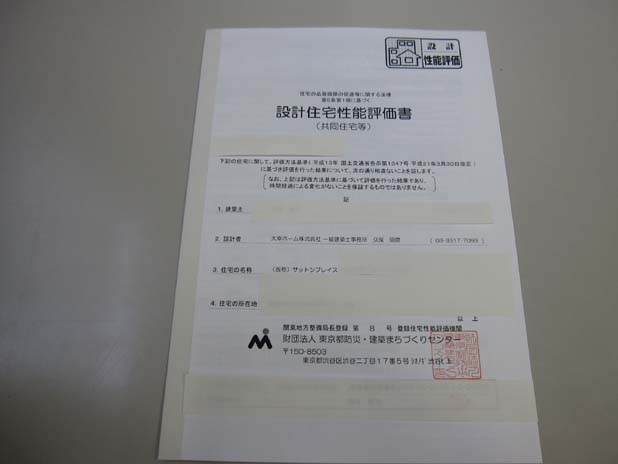 設計
性能評価
住宅の品質確保の促進等に関する法律
第6条第1項に基づく
設計住宅性能評価書
(共同住宅等)
下記の住宅に関して、評価方法基準(平成13年 国土交通省告示第1347号 平成21年3月30日改正)
に基づき評価を行った結果について、次の通り相違ないことを証します。
なお、上記は評価方法基準に基づいて評価を行った結果であり、
時間経過による変化がないことを保証するものではありません。
記
1. 建築主
2. 設計者 大幸ホーム株式会社 一級建築士事務所 (03-3317-7093)
3. 住宅の名称 (仮称) サットンプレイス
4. 住宅の所在地
以上
関東地方整備局長登録 第 8 号 登録住宅性能評価機関
財団法人 東京都防災・建築まちづくりセンター
〒150-8503
東京都渋谷区渋谷二丁目17番5号